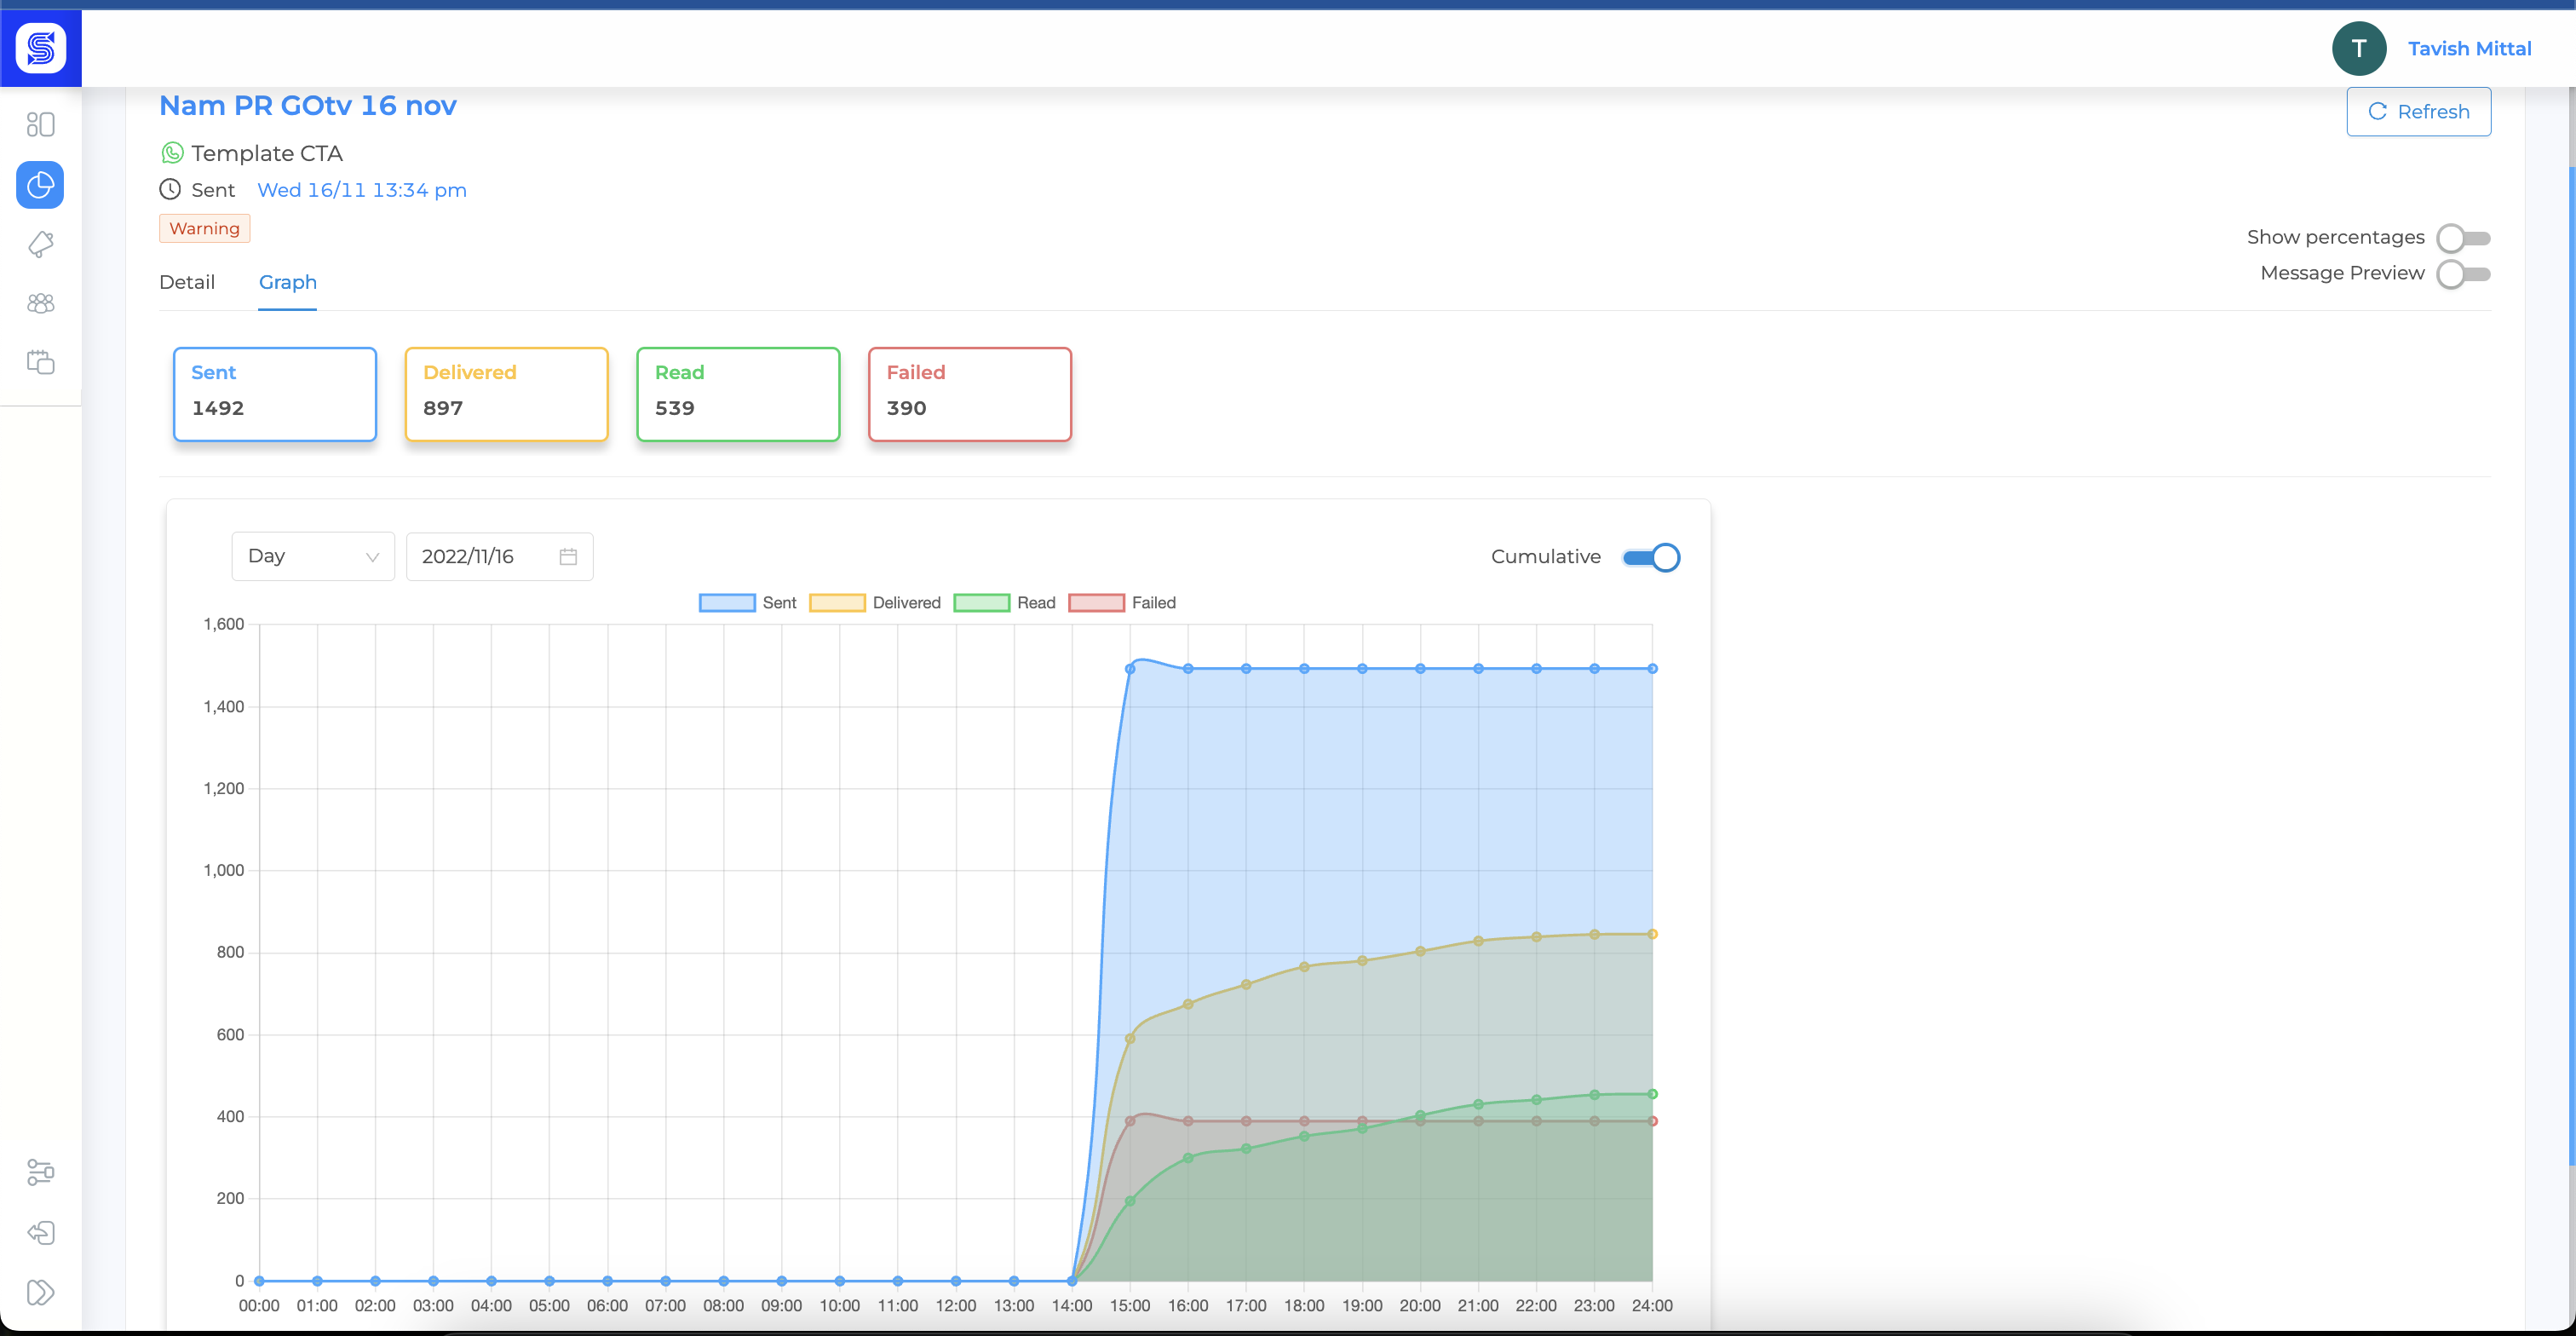 T Tavish Mittal
Nam PR GOtv 16 nov
Refresh
Template CTA
Sent Wed 16/11 13:34 pm
Warning
Show percentages
Message Preview
Detail Graph
Sent Delivered Read Failed
1492 897 539 390
Day 2022/11/16 Cumulative
Sent Delivered Read Failed
1,600
1,400
1,200
1,000
800
600
400
200
0
00:00 01:00 02:00 03:00 04:00 05:00 06:00 07:00 08:00 09:00 10:00 11:00 12:00 13:00 14:00 15:00 16:00 17:00 18:00 19:00 20:00 21:00 22:00 23:00 24:00